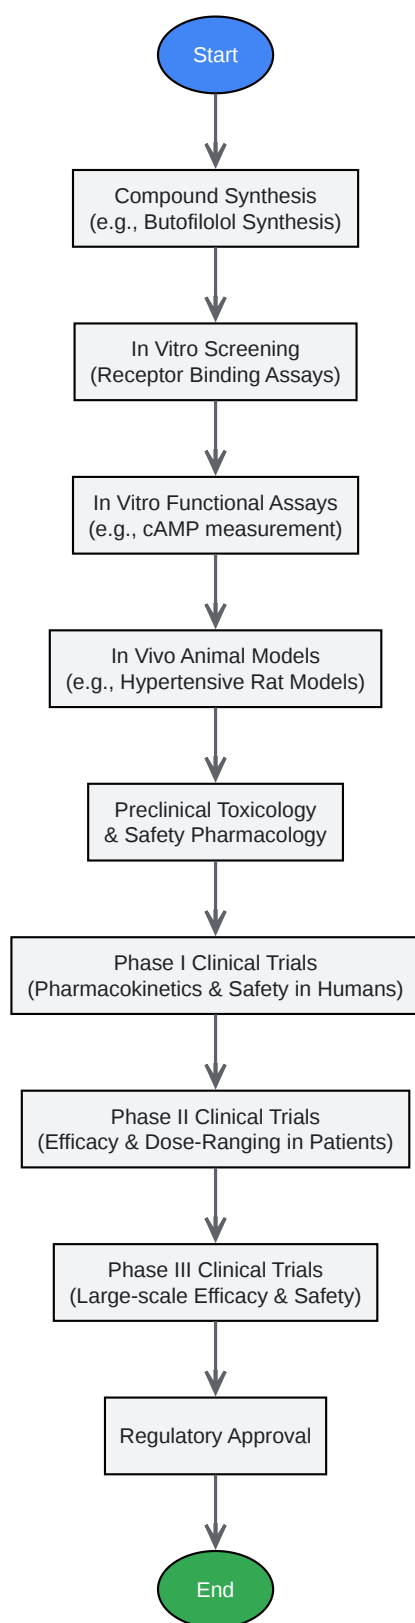 Start
Compound Synthesis
(e.g., Butofilolol Synthesis)
In Vitro Screening
(Receptor Binding Assays)
In Vitro Functional Assays
(e.g., cAMP measurement)
In Vivo Animal Models
(e.g., Hypertensive Rat Models)
Preclinical Toxicology
& Safety Pharmacology
Phase I Clinical Trials
(Pharmacokinetics & Safety in Humans)
Phase II Clinical Trials
(Efficacy & Dose-Ranging in Patients)
Phase III Clinical Trials
(Large-scale Efficacy & Safety)
Regulatory Approval
End